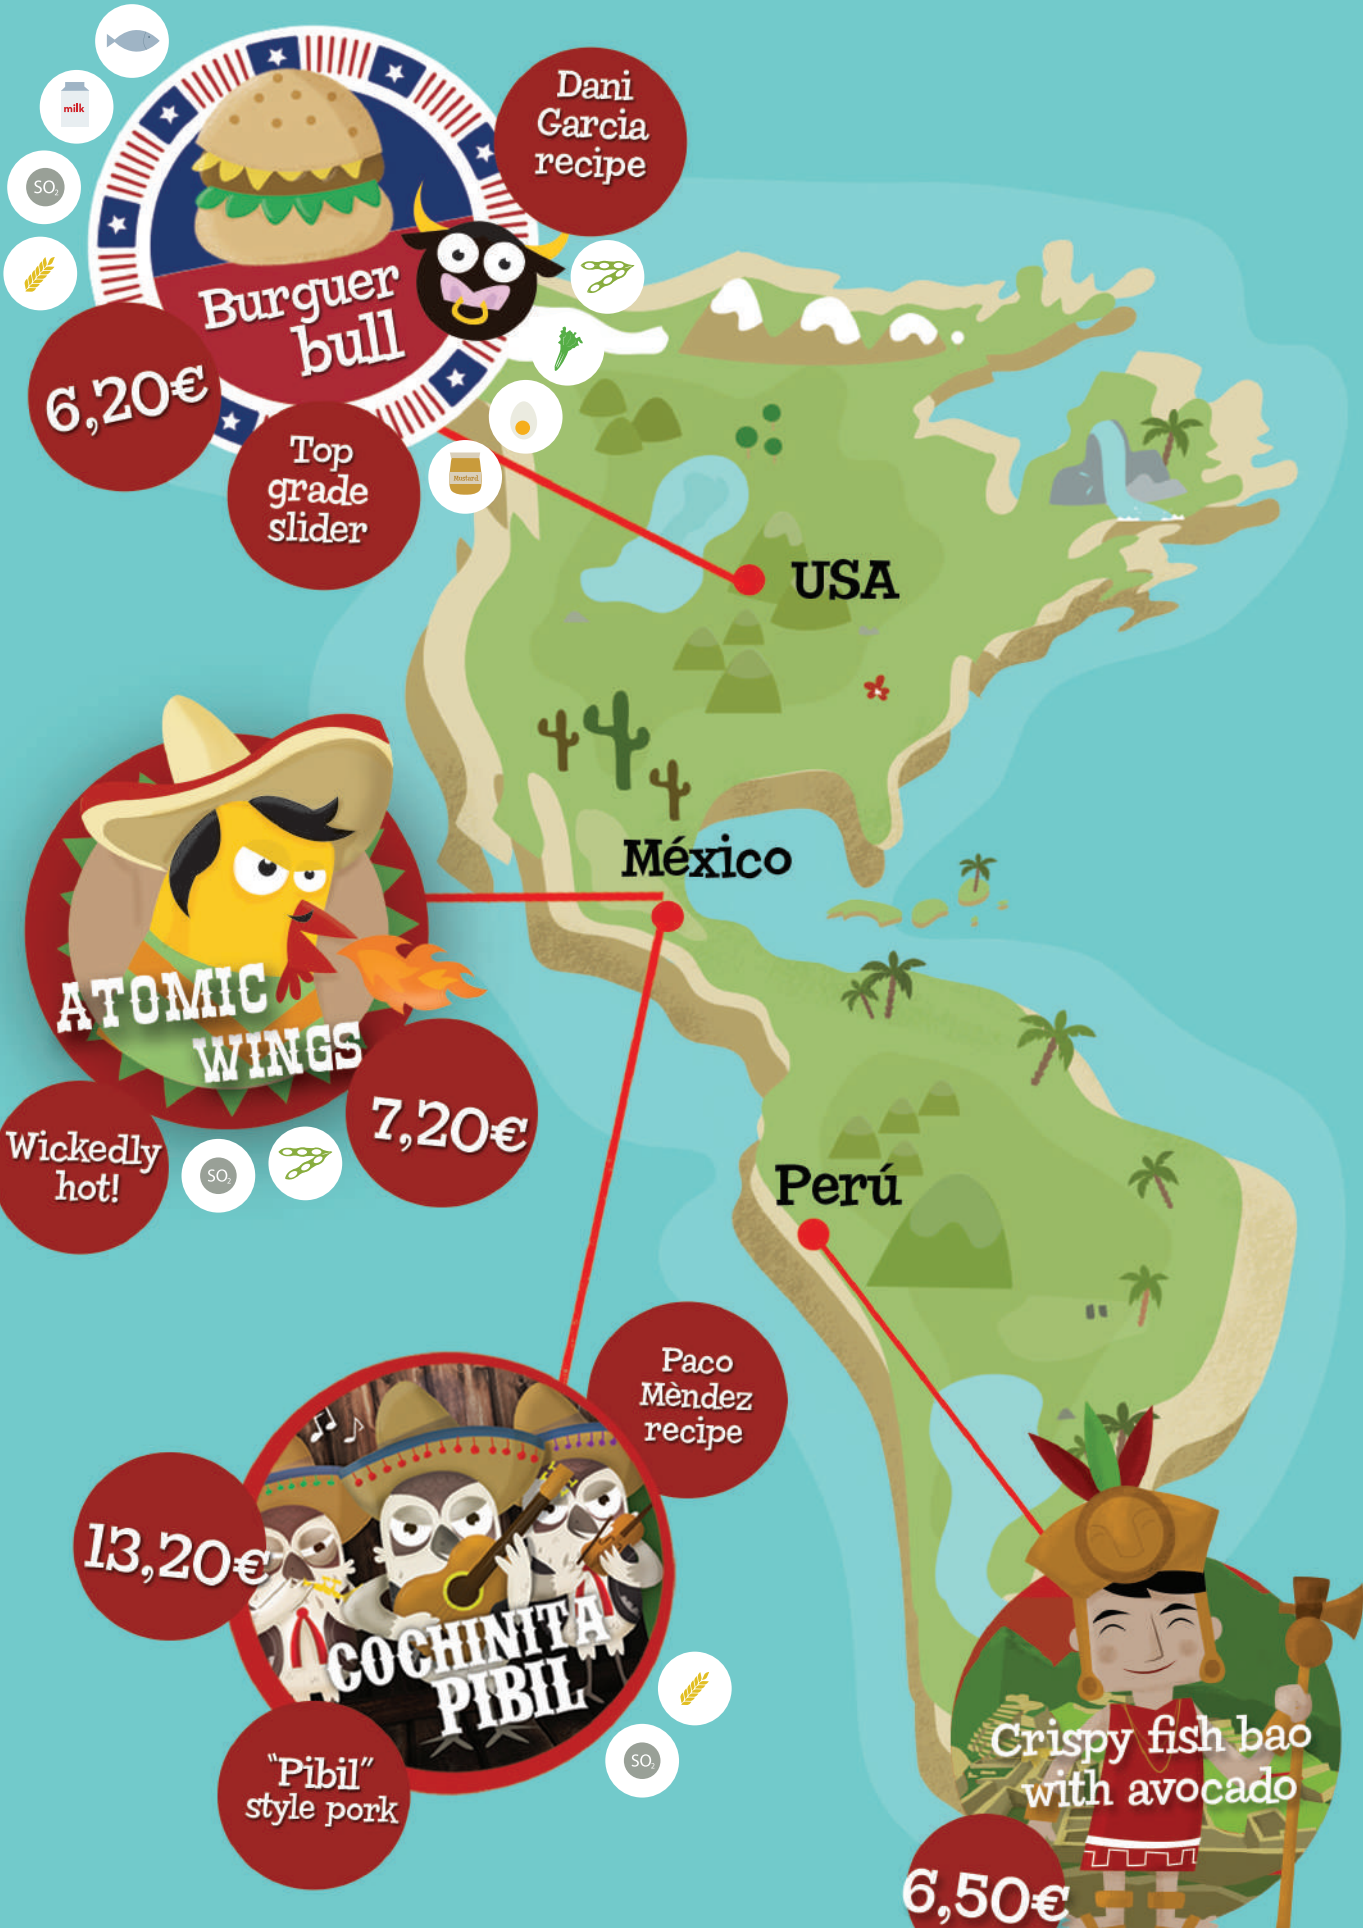 milk
SO₂
Dani
Garcia
recipe
Burguer
bull
6,20€
Top
grade
slider
Mustard
USA
México
ATOMIC
WINGS
7,20€
Wickedly
hot!
SO₂
Perú
Paco
Mèndez
recipe
13,20€
COCHINITA
PIBIL
"Pibil"
style pork
SO₂
Crispy fish bao
with avocado
6,50€